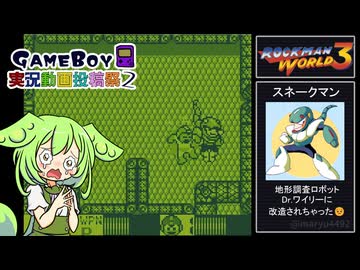 GAMEBOY
実況動画投稿祭2
ROCKMAN WORLD 3
スネークマン
地形調査ロボット
Dr.ワイリーに
改造されちゃった😣
@imaryu4492